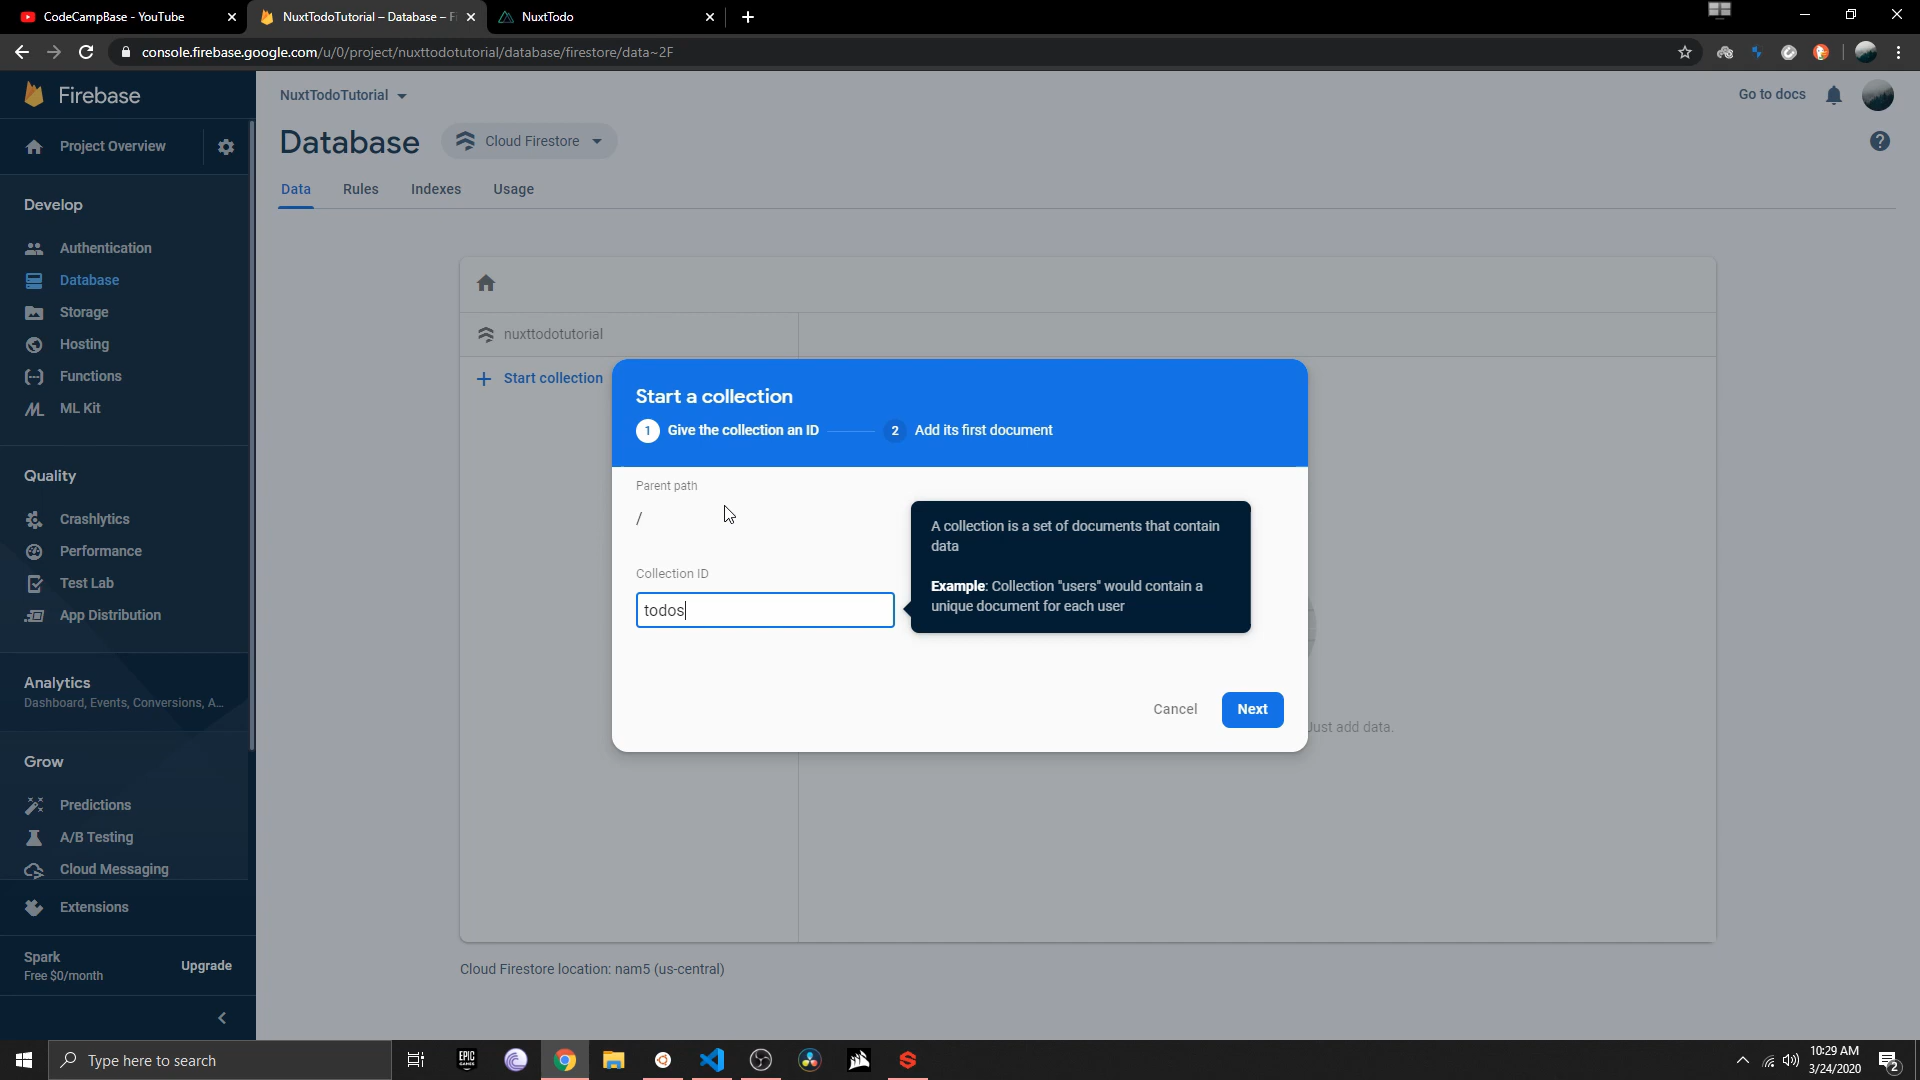 CodeCampBase - YouTube
NuxtTodoTutorial – Database – Fi
NuxtTodo
console.firebase.google.com/u/0/project/nuxttodotutorial/database/firestore/data~2F
Firebase
NuxtTodoTutorial
Go to docs
Project Overview
Database
Cloud Firestore
Data
Rules
Indexes
Usage
Develop
Authentication
Database
Storage
Hosting
Functions
ML Kit
Quality
Crashlytics
Performance
Test Lab
App Distribution
Analytics
Dashboard, Events, Conversions, A...
Grow
Predictions
A/B Testing
Cloud Messaging
Extensions
Spark
Free $0/month
Upgrade
nuxttodotutorial
Start collection
Start a collection
1 Give the collection an ID
2 Add its first document
Parent path
/
Collection ID
todos
A collection is a set of documents that contain
data
Example: Collection "users" would contain a
unique document for each user
Cancel
Next
Just add data.
Cloud Firestore location: nam5 (us-central)
Type here to search
EPIC
GAMES
10:29 AM
3/24/2020
2